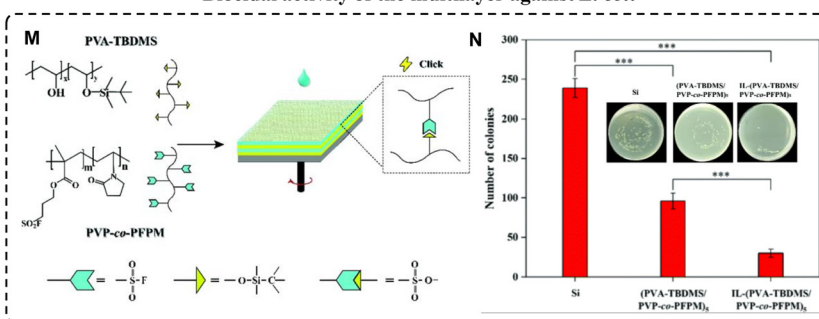 Biocidal activity of the multilayer against E. coli
M
PVA-TBDMS
x
y
OH
O
Si
Click
m
n
O
O
O
N
SO₂F
PVP-co-PFPM
=
O
S
F
O
=
O
Si
C
=
O
S
O
O
N
Number of colonies
300
250
200
150
100
50
0
***
***
***
Si
(PVA-TBDMS/
PVP-co-PFPM)₅
IL-(PVA-TBDMS/
PVP-co-PFPM)₅
Si
(PVA-TBDMS/
PVP-co-PFPM)₅
IL-(PVA-TBDMS/
PVP-co-PFPM)₅